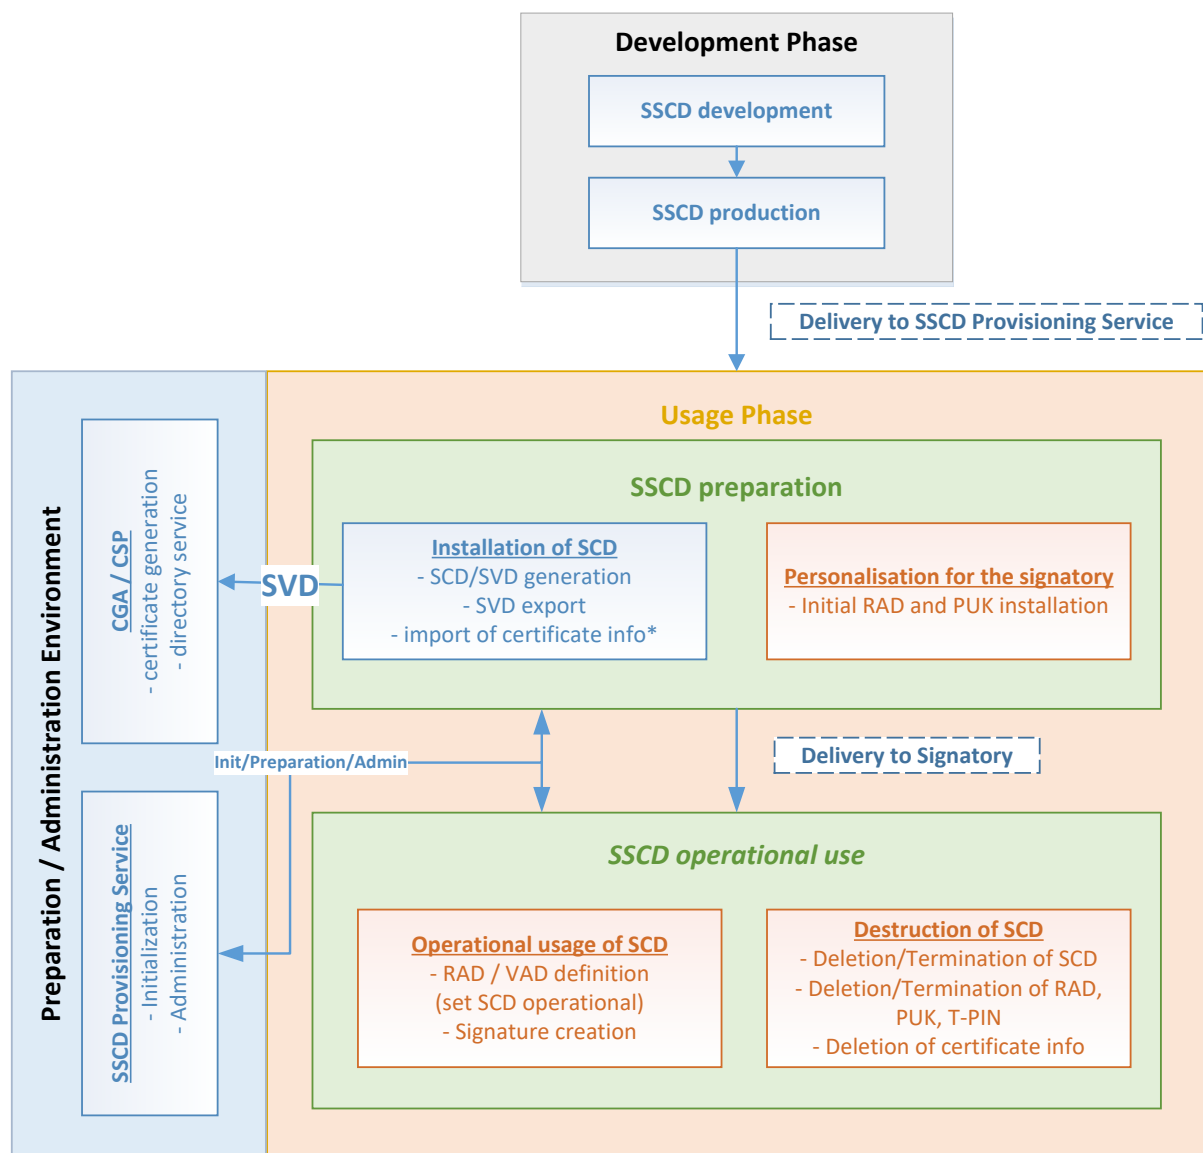 Development Phase
SSCD development
SSCD production
Delivery to SSCD Provisioning Service
Preparation / Administration Environment
CGA / CSP
- certificate generation
- directory service
SVD
Usage Phase
SSCD preparation
Installation of SCD
- SCD/SVD generation
- SVD export
- import of certificate info*
Personalisation for the signatory
- Initial RAD and PUK installation
Init/Preparation/Admin
Delivery to Signatory
SSCD Provisioning Service
- Initialization
- Administration
SSCD operational use
Operational usage of SCD
- RAD / VAD definition
(set SCD operational)
- Signature creation
Destruction of SCD
- Deletion/Termination of SCD
- Deletion/Termination of RAD,
PUK, T-PIN
- Deletion of certificate info